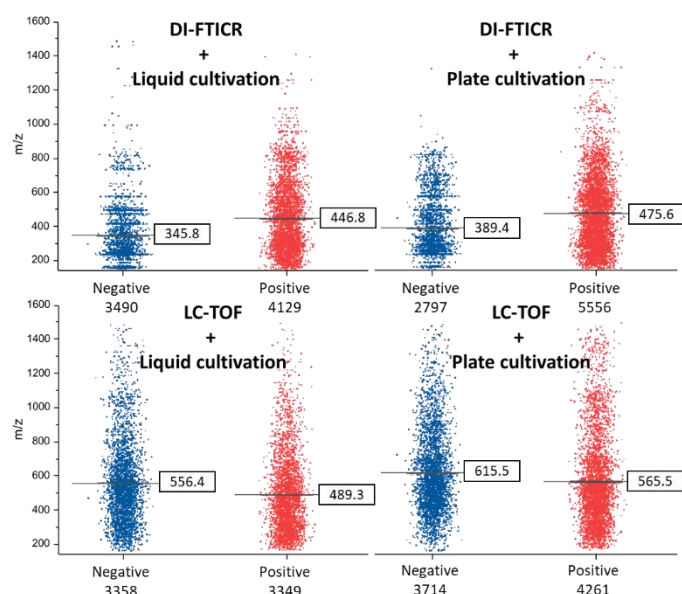 DI-FTICR
+
Liquid cultivation
DI-FTICR
+
Plate cultivation
1600
1400
1200
1000
800
600
400
200
m/z
345.8
446.8
389.4
475.6
Negative
3490
Positive
4129
Negative
2797
Positive
5556
LC-TOF
+
Liquid cultivation
LC-TOF
+
Plate cultivation
1600
1400
1200
1000
800
600
400
200
m/z
556.4
489.3
615.5
565.5
Negative
3358
Positive
3349
Negative
3714
Positive
4261